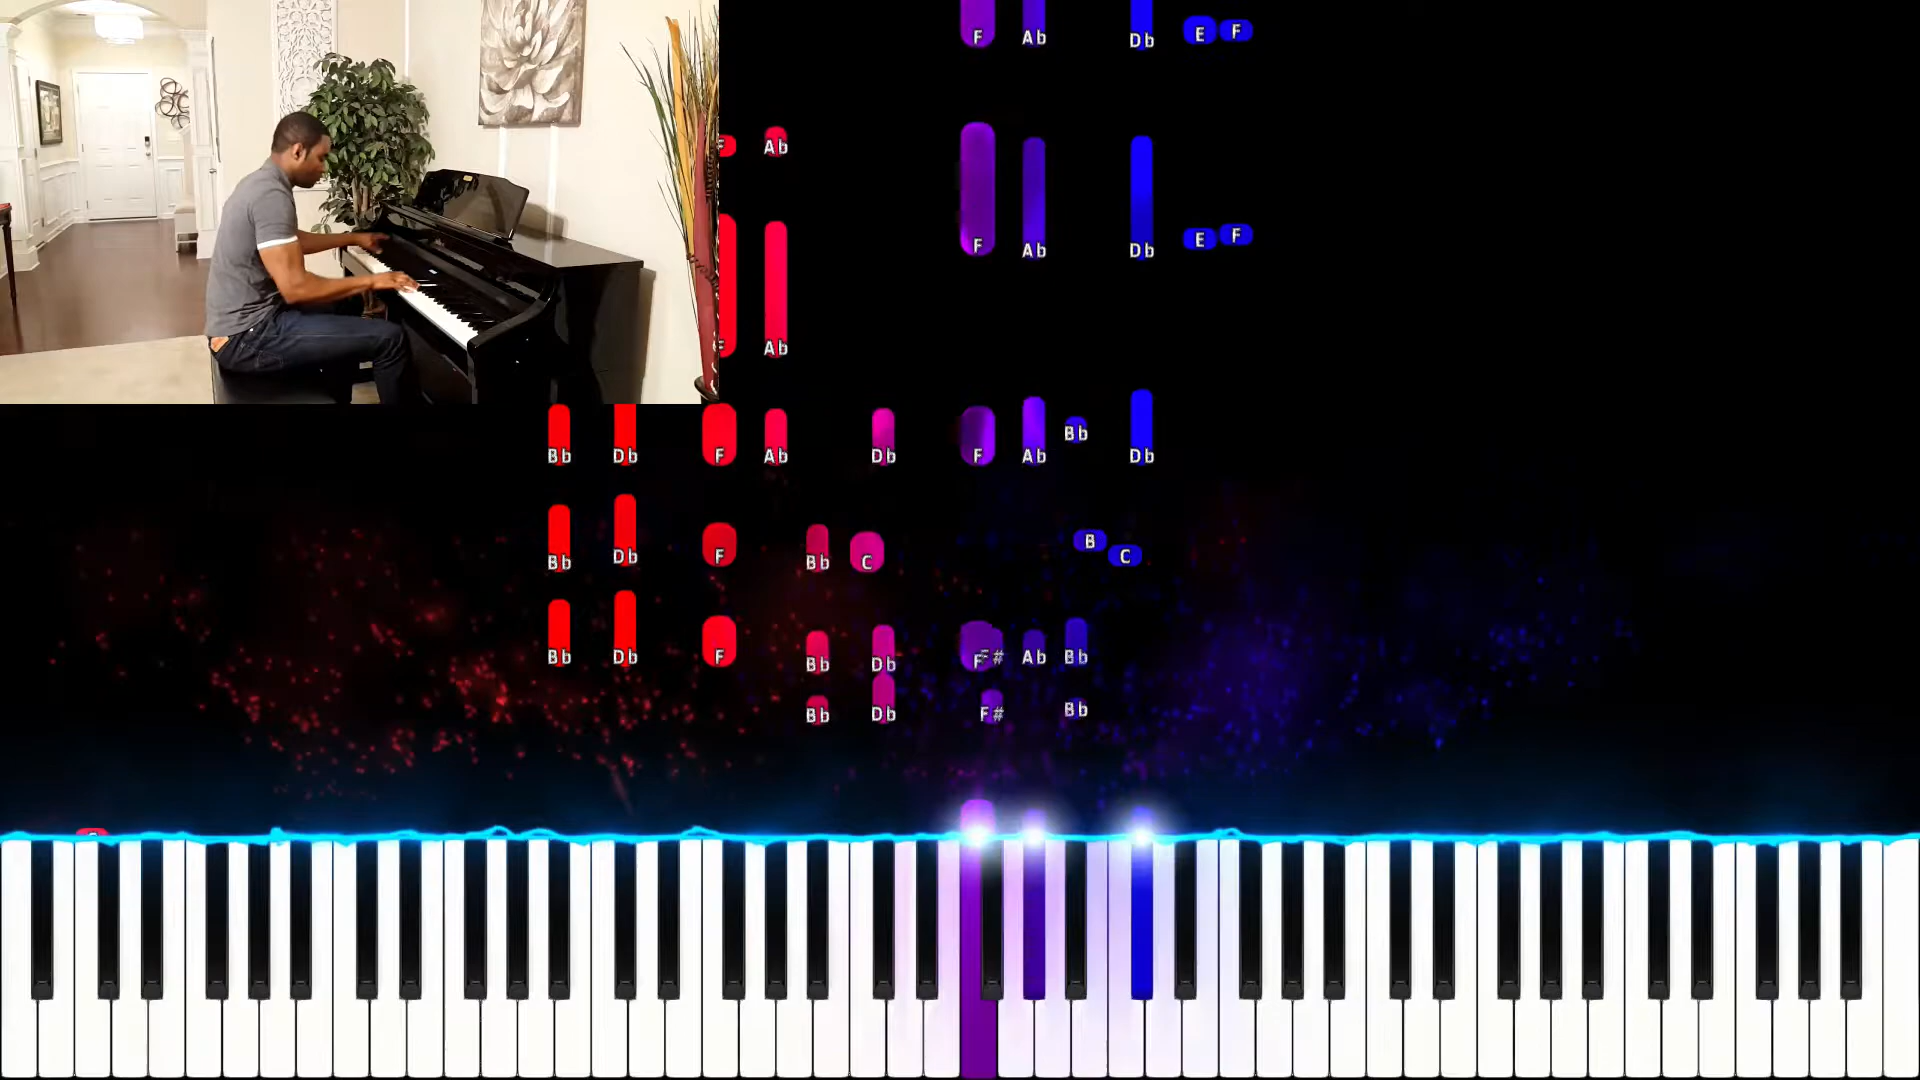 F Ab Db E F
F Ab
F Ab Db E F
F Ab
Bb Db F Ab Db F Ab Bb Db
Bb Db F Bb C B C
Bb Db F Bb Db F F# Ab Bb
Bb Db F# Bb